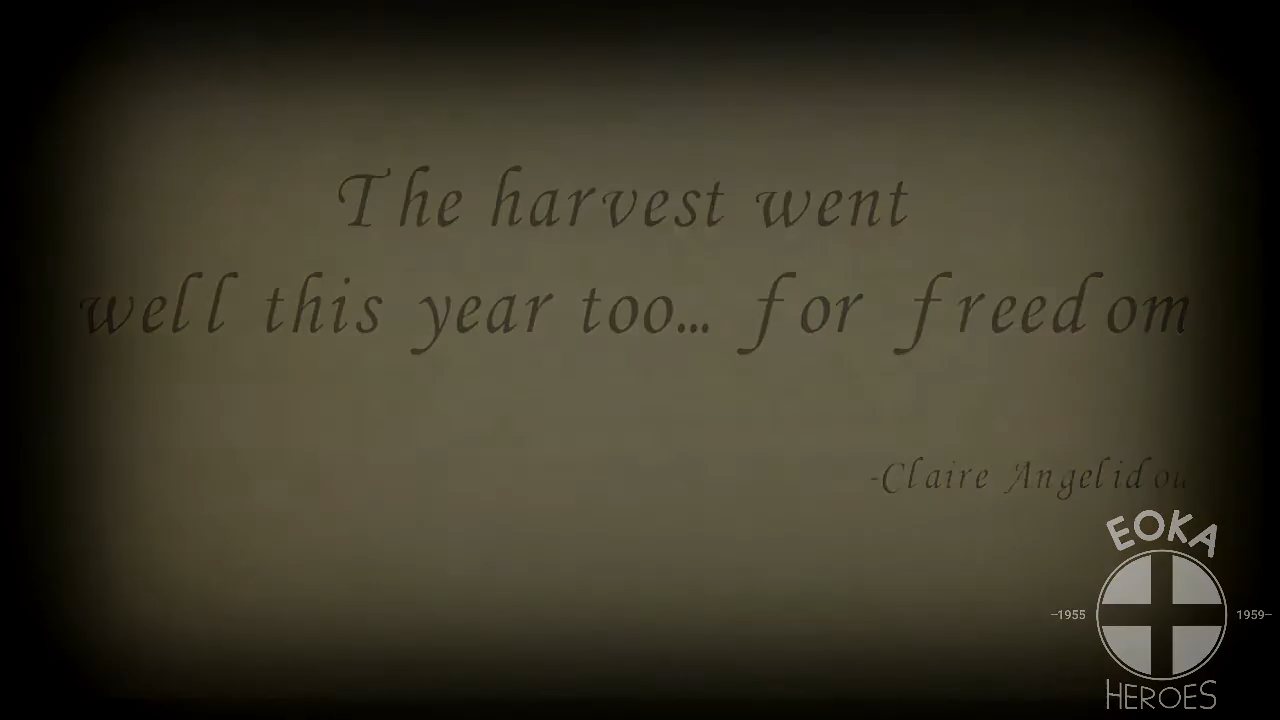 The harvest went
well this year too... for freedom
-Claire Angelidou
EOKA
-1955 1959-
HEROES